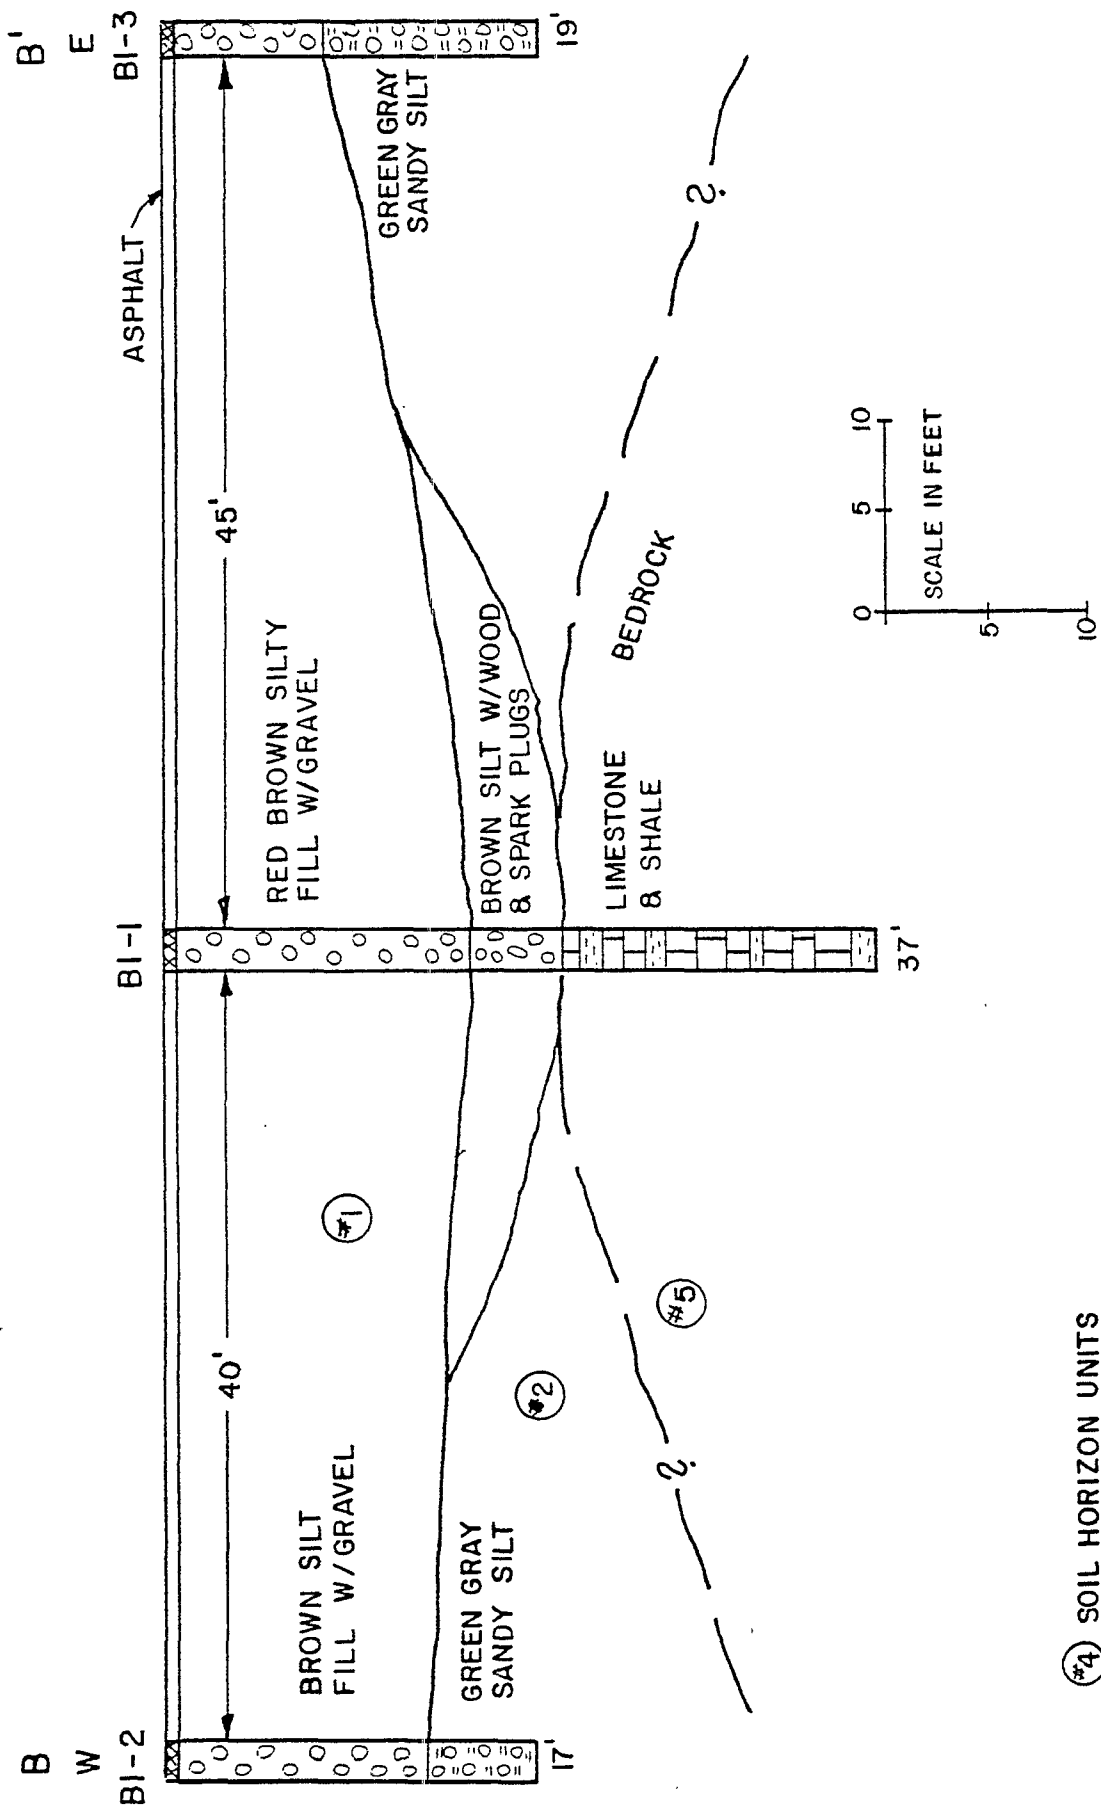 B
B'
W
E
BI-2
BI-1
BI-3
ASPHALT
40'
45'
BROWN SILT
FILL W/GRAVEL
#1
RED BROWN SILTY
FILL W/GRAVEL
GREEN GRAY
SANDY SILT
GREEN GRAY
SANDY SILT
#2
BROWN SILT W/WOOD
& SPARK PLUGS
17'
19'
?
#5
LIMESTONE
& SHALE
BEDROCK
?
37'
0 5 10
5
10
SCALE IN FEET
#4 SOIL HORIZON UNITS